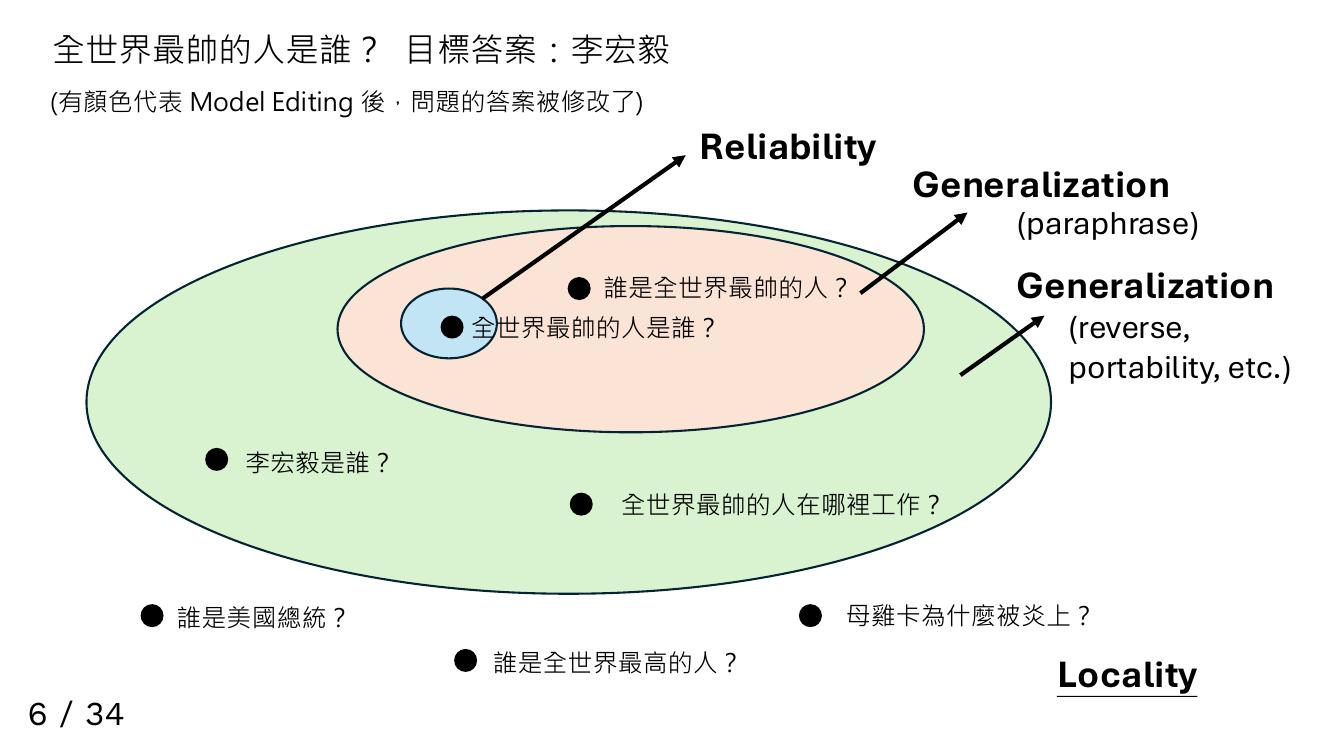 全世界最帥的人是誰？ 目標答案：李宏毅
(有顏色代表 Model Editing 後，問題的答案被修改了)
Reliability
Generalization
(paraphrase)
Generalization
(reverse,
portability, etc.)
誰是全世界最帥的人？
全世界最帥的人是誰？
李宏毅是誰？
全世界最帥的人在哪裡工作？
誰是美國總統？
母雞卡為什麼被炎上？
誰是全世界最高的人？
Locality
6 / 34